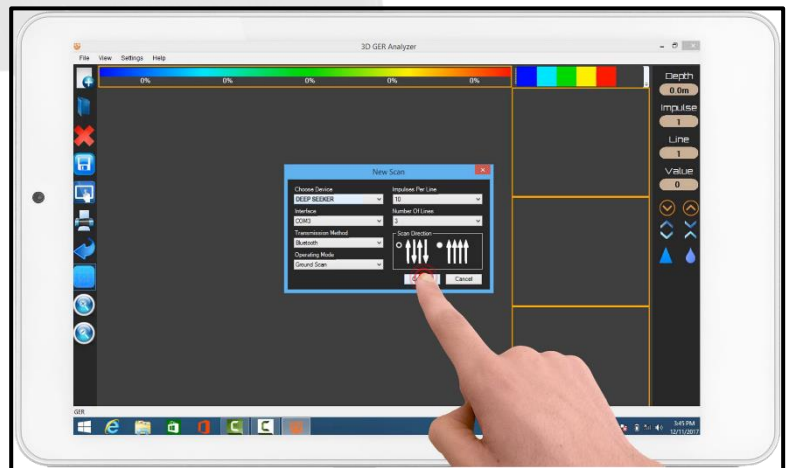 3D GER Analyzer
File View Settings Help
0% 0% 0% 0% 0%
Depth
0.0m
Impulse
1
Line
1
Value
0
New Scan
Choose Device
DEEP SEEKER
Interface
COM3
Transmission Method
Bluetooth
Operating Mode
Ground Scan
Impulses Per Line
10
Number Of Lines
3
Scan Direction
Cancel
GER
3:45 PM
12/11/2017